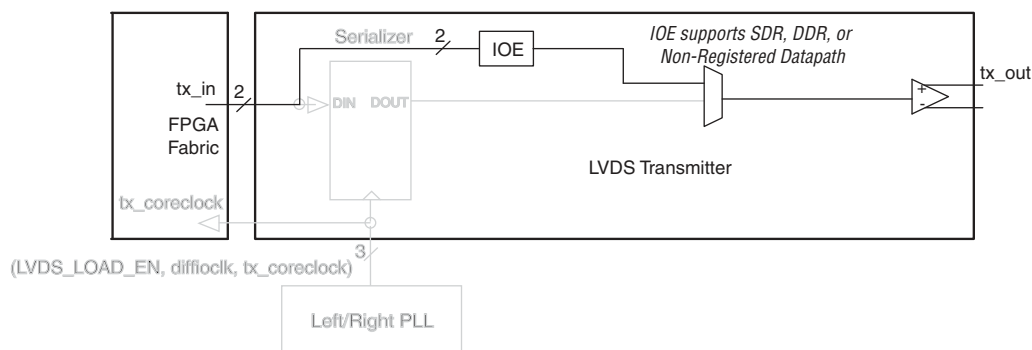 Serializer
2
IOE
IOE supports SDR, DDR, or
Non-Registered Datapath
tx_in
2
DIN
DOUT
+
-
tx_out
FPGA
Fabric
LVDS Transmitter
tx_coreclock
3
(LVDS_LOAD_EN, diffioclk, tx_coreclock)
Left/Right PLL